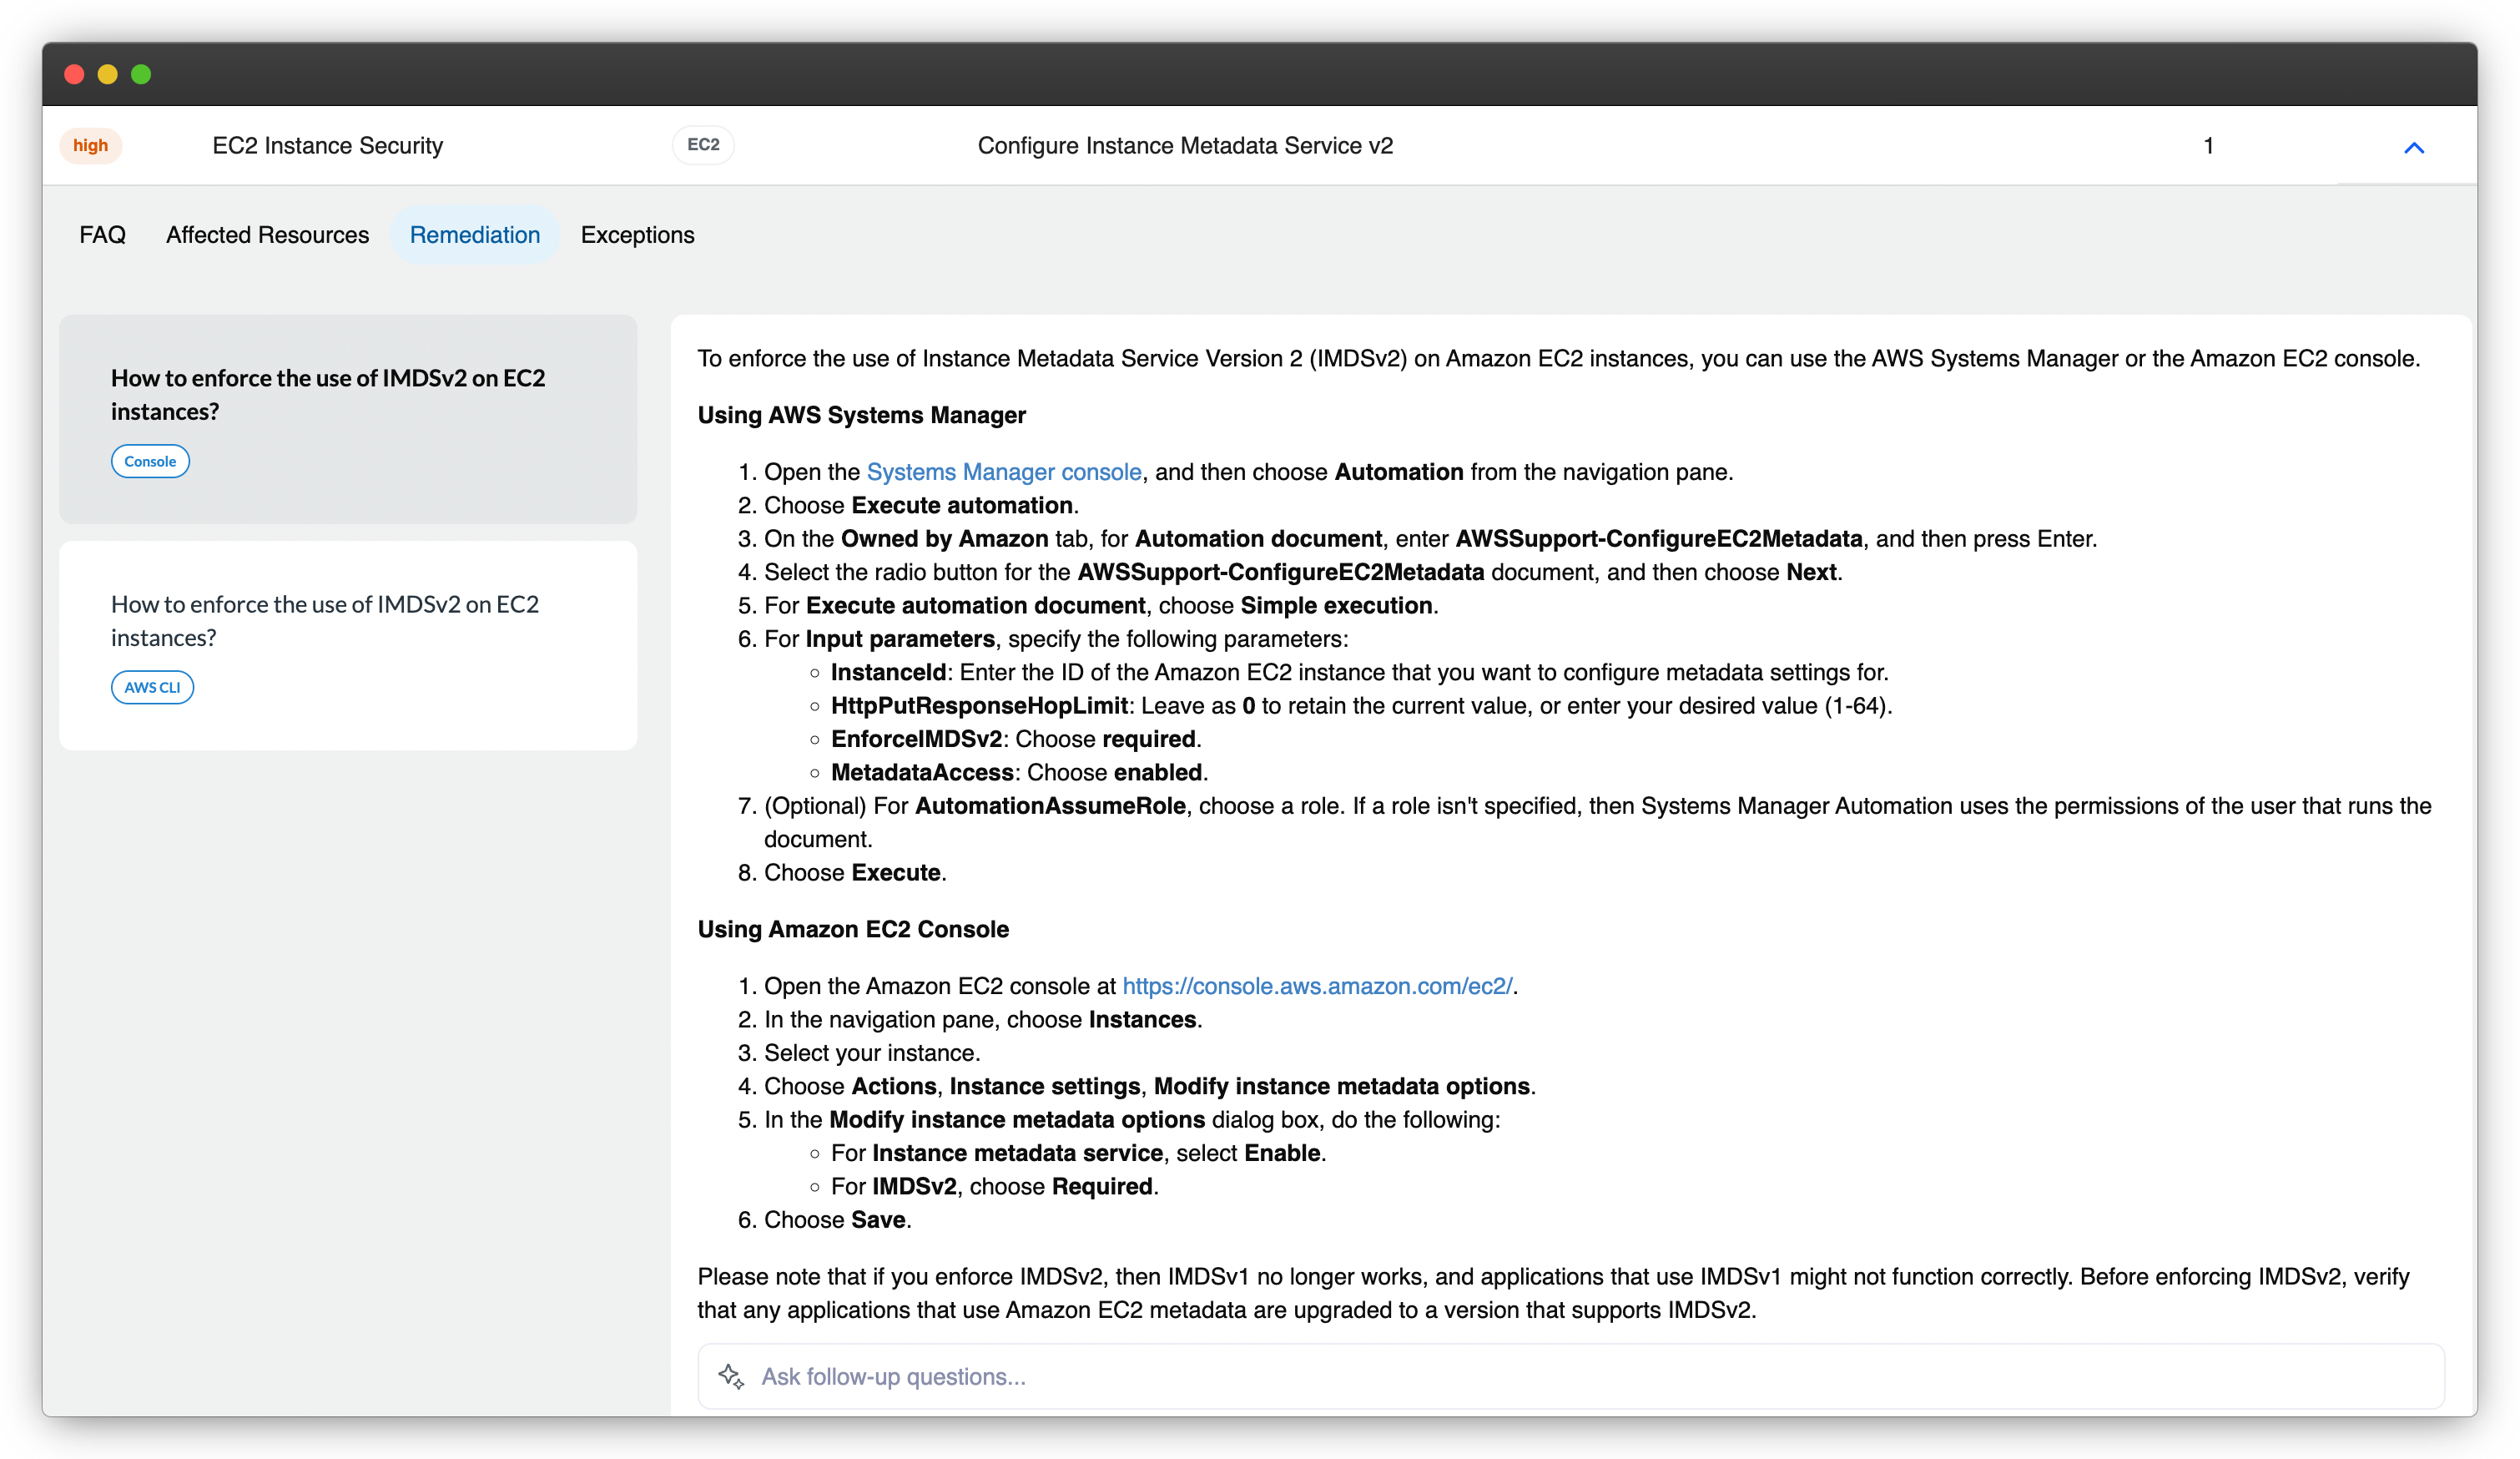 high EC2 Instance Security EC2 Configure Instance Metadata Service v2 1
FAQ Affected Resources Remediation Exceptions
How to enforce the use of IMDSv2 on EC2
instances?
Console
How to enforce the use of IMDSv2 on EC2
instances?
AWS CLI
To enforce the use of Instance Metadata Service Version 2 (IMDSv2) on Amazon EC2 instances, you can use the AWS Systems Manager or the Amazon EC2 console.
Using AWS Systems Manager
1. Open the Systems Manager console, and then choose Automation from the navigation pane.
2. Choose Execute automation.
3. On the Owned by Amazon tab, for Automation document, enter AWSSupport-ConfigureEC2Metadata, and then press Enter.
4. Select the radio button for the AWSSupport-ConfigureEC2Metadata document, and then choose Next.
5. For Execute automation document, choose Simple execution.
6. For Input parameters, specify the following parameters:
◦ InstanceId: Enter the ID of the Amazon EC2 instance that you want to configure metadata settings for.
◦ HttpPutResponseHopLimit: Leave as 0 to retain the current value, or enter your desired value (1-64).
◦ EnforceIMDSv2: Choose required.
◦ MetadataAccess: Choose enabled.
7. (Optional) For AutomationAssumeRole, choose a role. If a role isn't specified, then Systems Manager Automation uses the permissions of the user that runs the
document.
8. Choose Execute.
Using Amazon EC2 Console
1. Open the Amazon EC2 console at https://console.aws.amazon.com/ec2/.
2. In the navigation pane, choose Instances.
3. Select your instance.
4. Choose Actions, Instance settings, Modify instance metadata options.
5. In the Modify instance metadata options dialog box, do the following:
◦ For Instance metadata service, select Enable.
◦ For IMDSv2, choose Required.
6. Choose Save.
Please note that if you enforce IMDSv2, then IMDSv1 no longer works, and applications that use IMDSv1 might not function correctly. Before enforcing IMDSv2, verify
that any applications that use Amazon EC2 metadata are upgraded to a version that supports IMDSv2.
Ask follow-up questions...